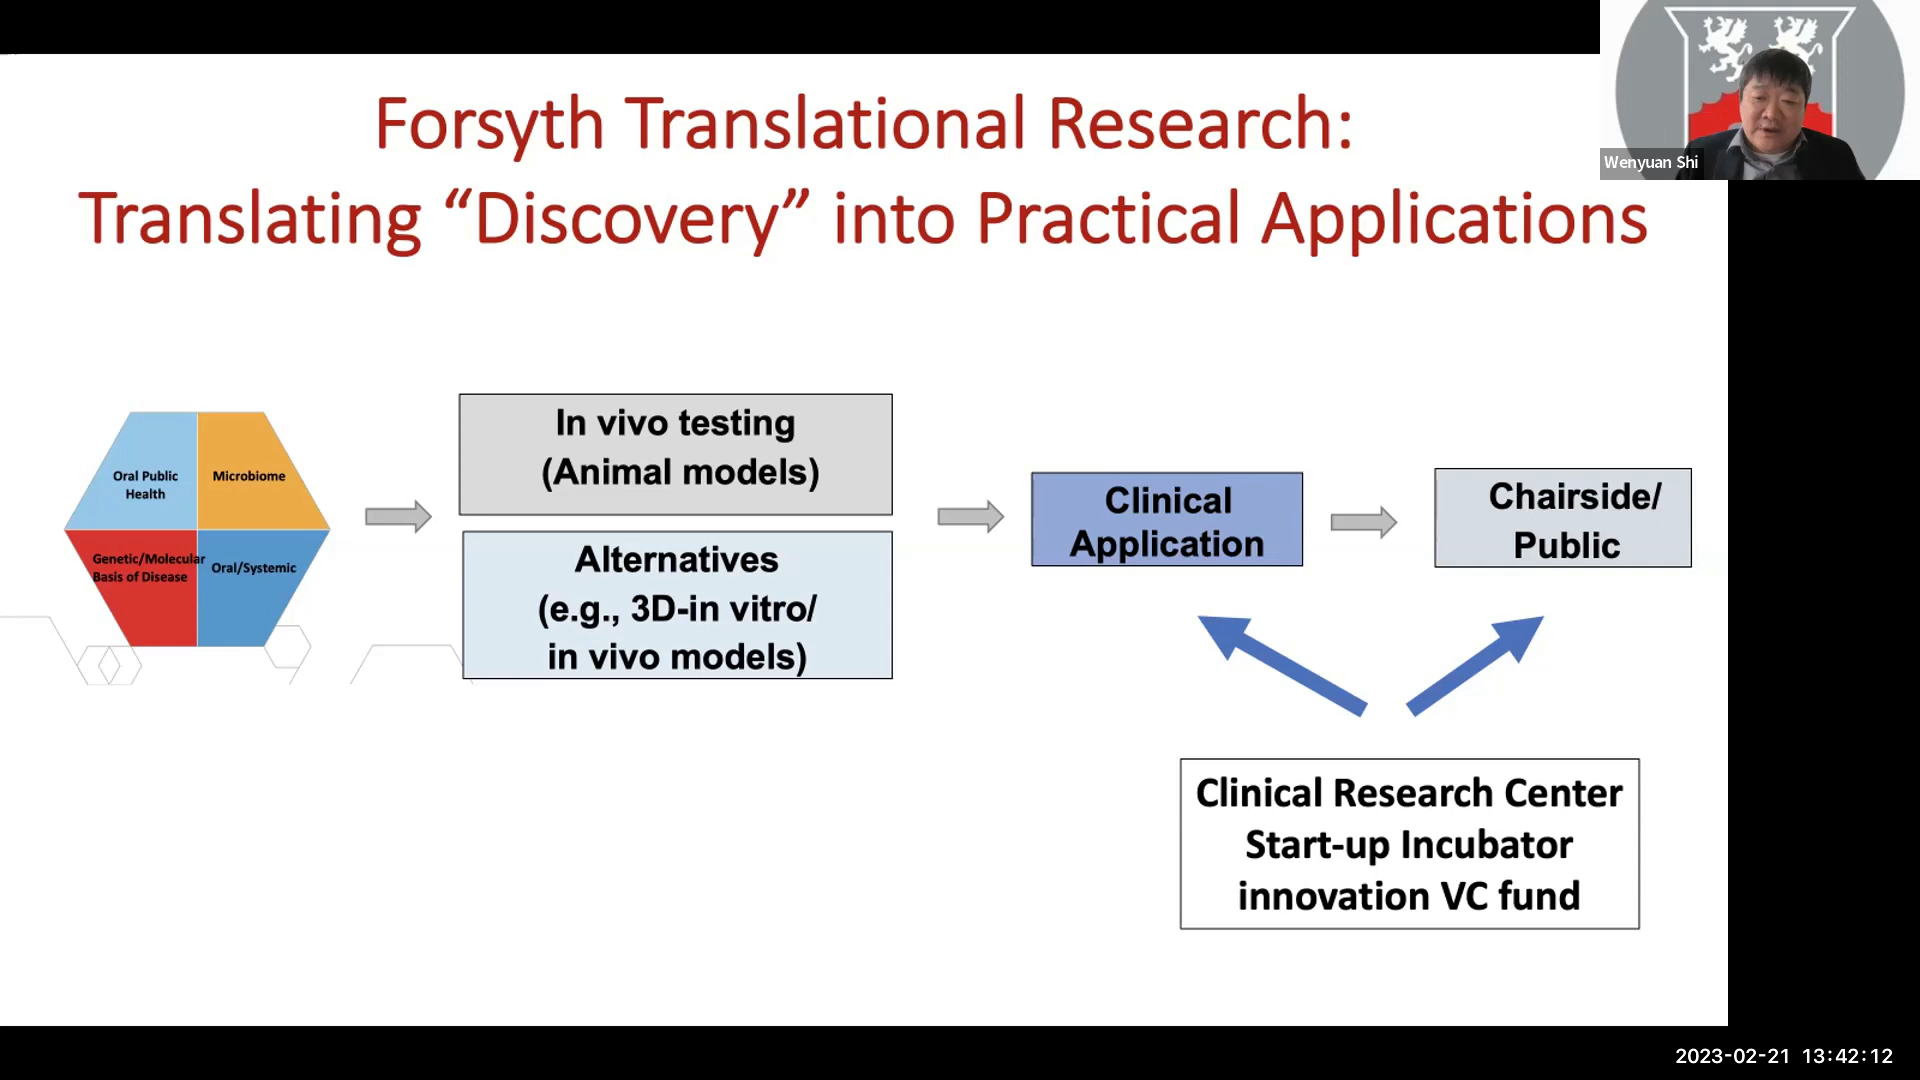 Forsyth Translational Research:
Translating “Discovery” into Practical Applications
Wenyuan Shi
Oral Public
Health
Microbiome
Genetic/Molecular
Basis of Disease
Oral/Systemic
In vivo testing
(Animal models)
Alternatives
(e.g., 3D-in vitro/
in vivo models)
Clinical
Application
Chairside/
Public
Clinical Research Center
Start-up Incubator
innovation VC fund
2023-02-21 13:42:12